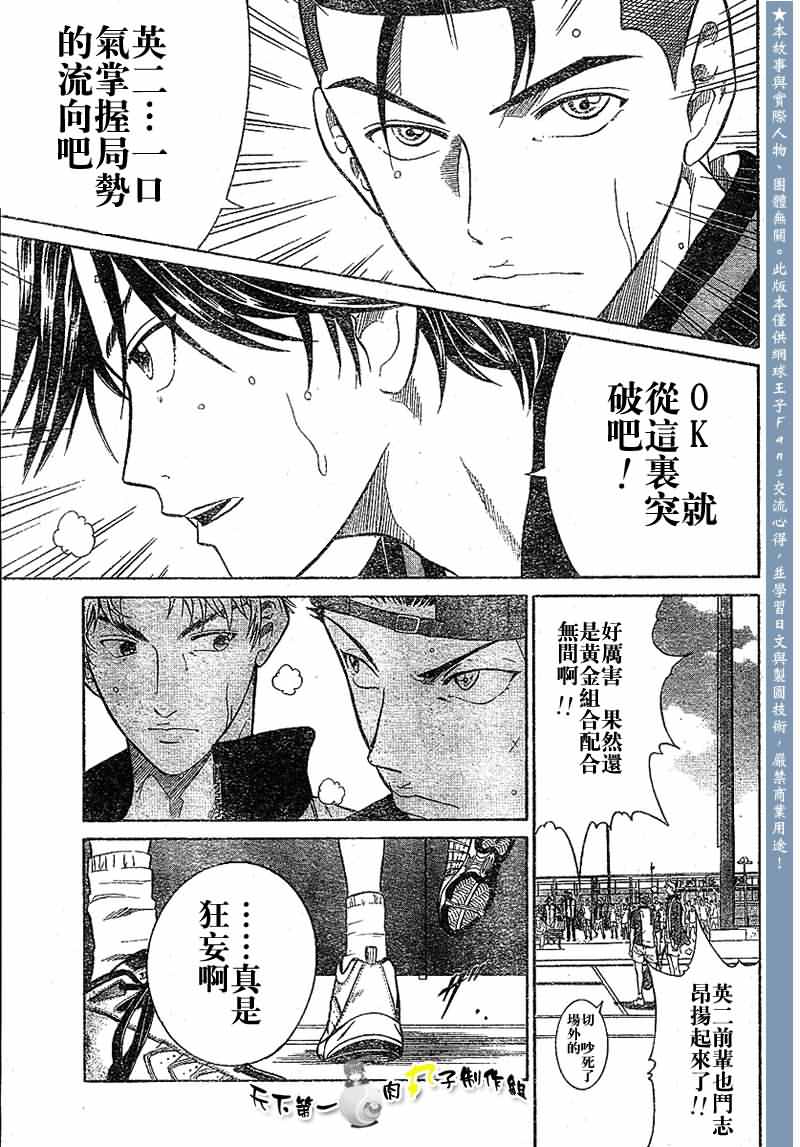 英二…一口
氣掌握局勢
的流向吧
OK 就
從這裏突
破吧！
好厲害 果然還
是黃金組合配合
無間啊!!
英二前輩也鬥志
昂揚起來了!!
切 吵死了
場外的
……真是
狂妄啊
天下第一
肉丸子制作組
★本故事與實際人物、團體無關。此版本僅供網球王子Fans交流心得，並學習日文與製圖技術，嚴禁商業用途！